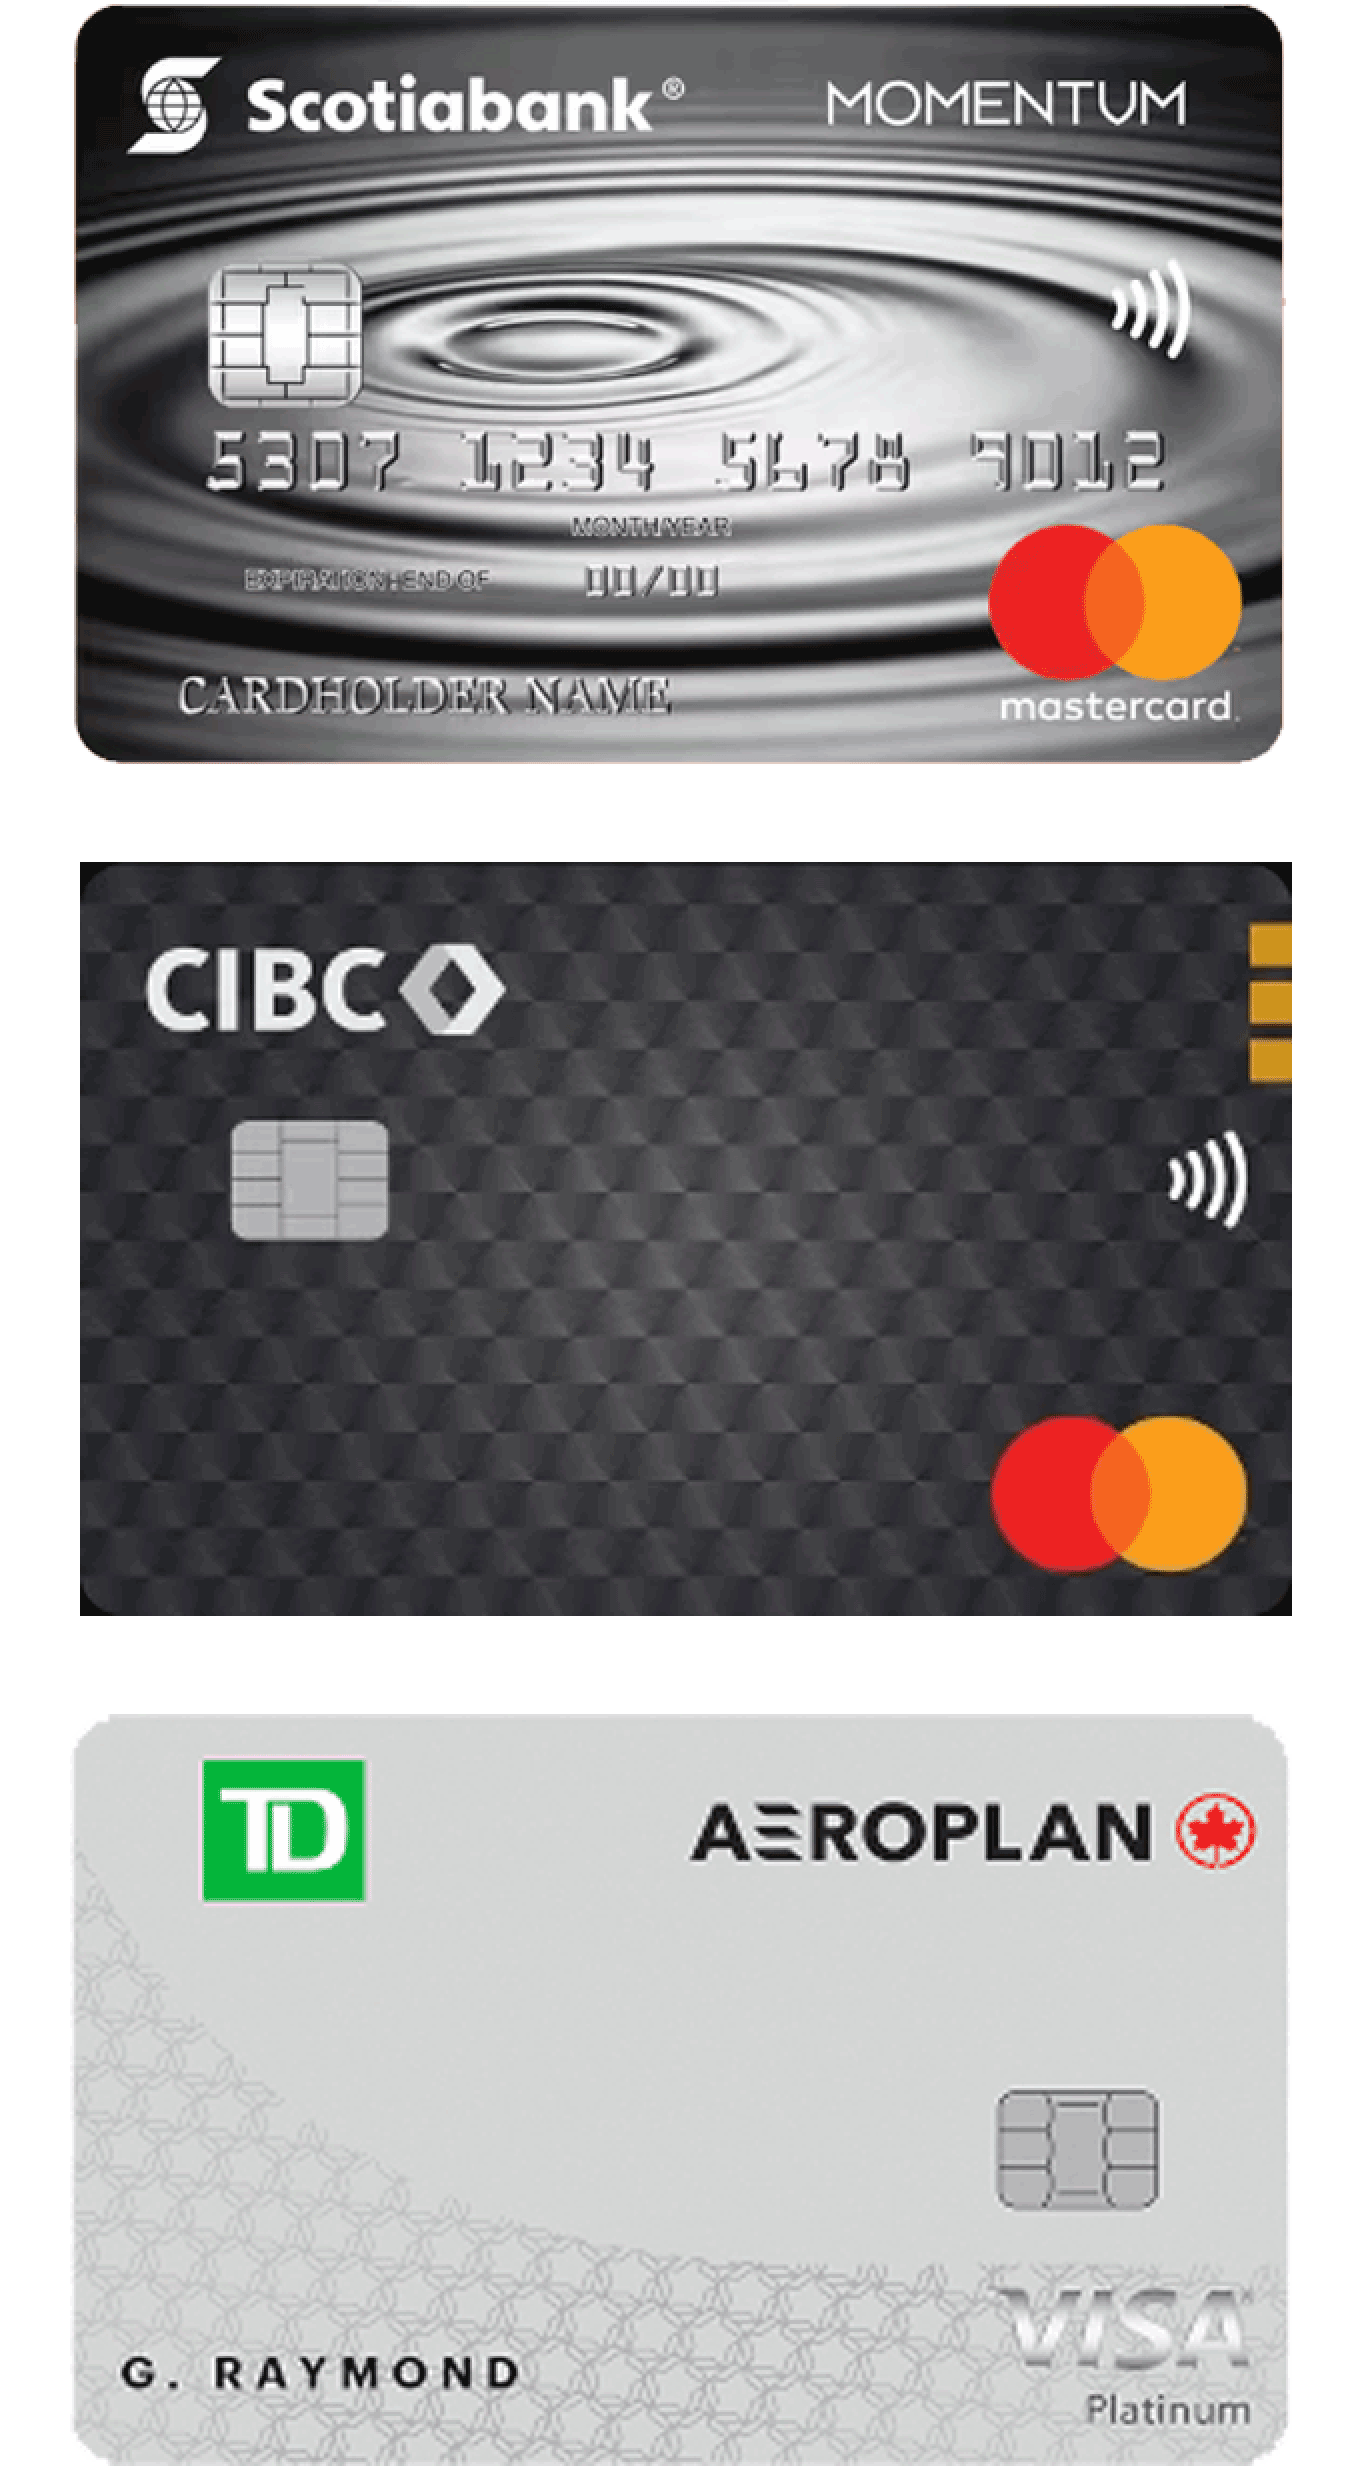 Scotiabank® MOMENTUM
5307 1234 5678 9012
MONTH/YEAR
EXPIRATION: END OF 00/00
CARDHOLDER NAME
mastercard.
CIBC
TD AEROPLAN
VISA
G. RAYMOND
Platinum